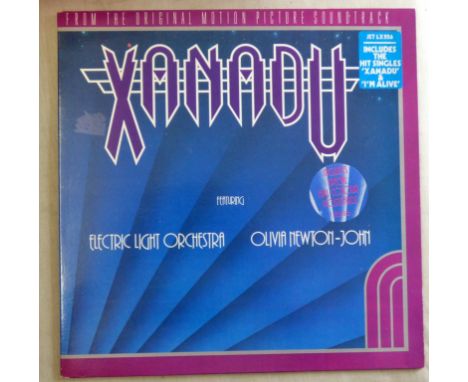 FROM THE ORIGINAL MOTION PICTURE SOUNDTRACK
XANADU
JET LX 526
INCLUDES
THE
HIT SINGLES
"XANADU"
&
"I'M ALIVE"
FEATURING
ELECTRIC LIGHT ORCHESTRA
OLIVIA NEWTON-JOHN